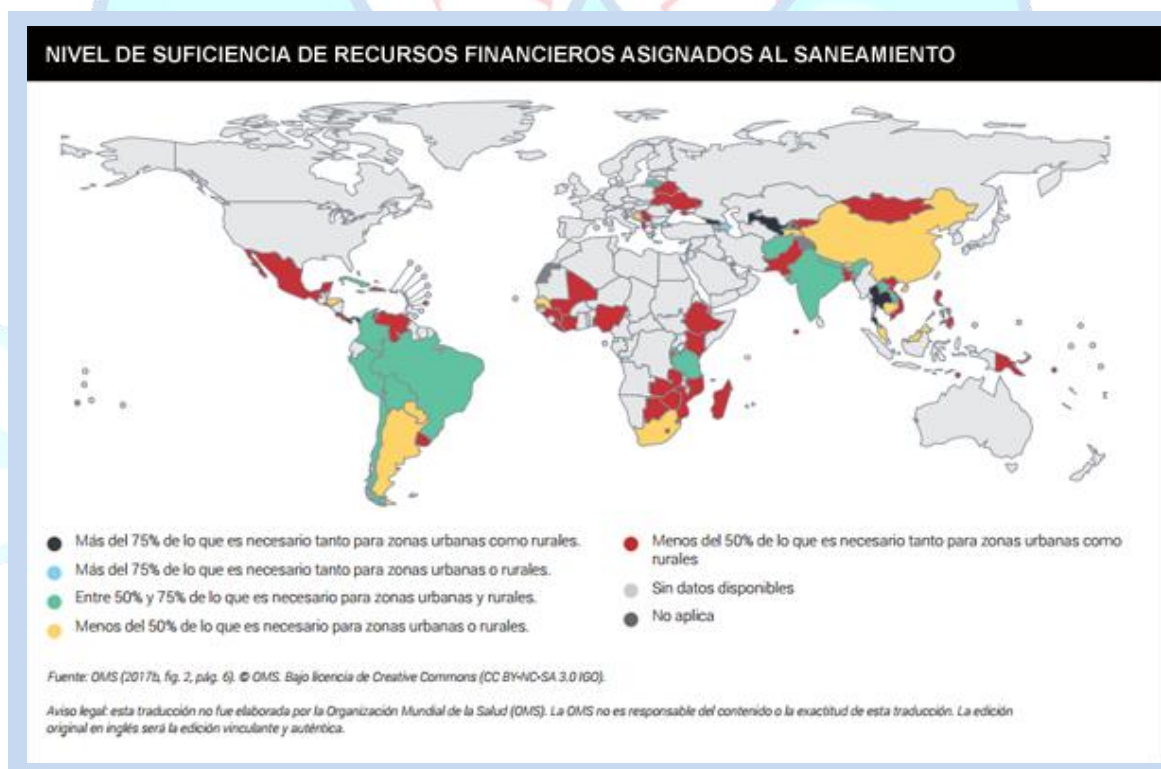 NIVEL DE SUFICIENCIA DE RECURSOS FINANCIEROS ASIGNADOS AL SANEAMIENTO
Más del 75% de lo que es necesario tanto para zonas urbanas como rurales.
Más del 75% de lo que es necesario tanto para zonas urbanas o rurales.
Entre 50% y 75% de lo que es necesario para zonas urbanas y rurales.
Menos del 50% de lo que es necesario para zonas urbanas o rurales.
Menos del 50% de lo que es necesario tanto para zonas urbanas como
rurales
Sin datos disponibles
No aplica
Fuente: OMS (2017b, fig. 2, pág. 6). © OMS. Bajo licencia de Creative Commons (CC BY-NC-SA 3.0 IGO).
Aviso legal: esta traducción no fue elaborada por la Organización Mundial de la Salud (OMS). La OMS no es responsable del contenido o la exactitud de esta traducción. La edición
original en inglés será la edición vinculante y auténtica.